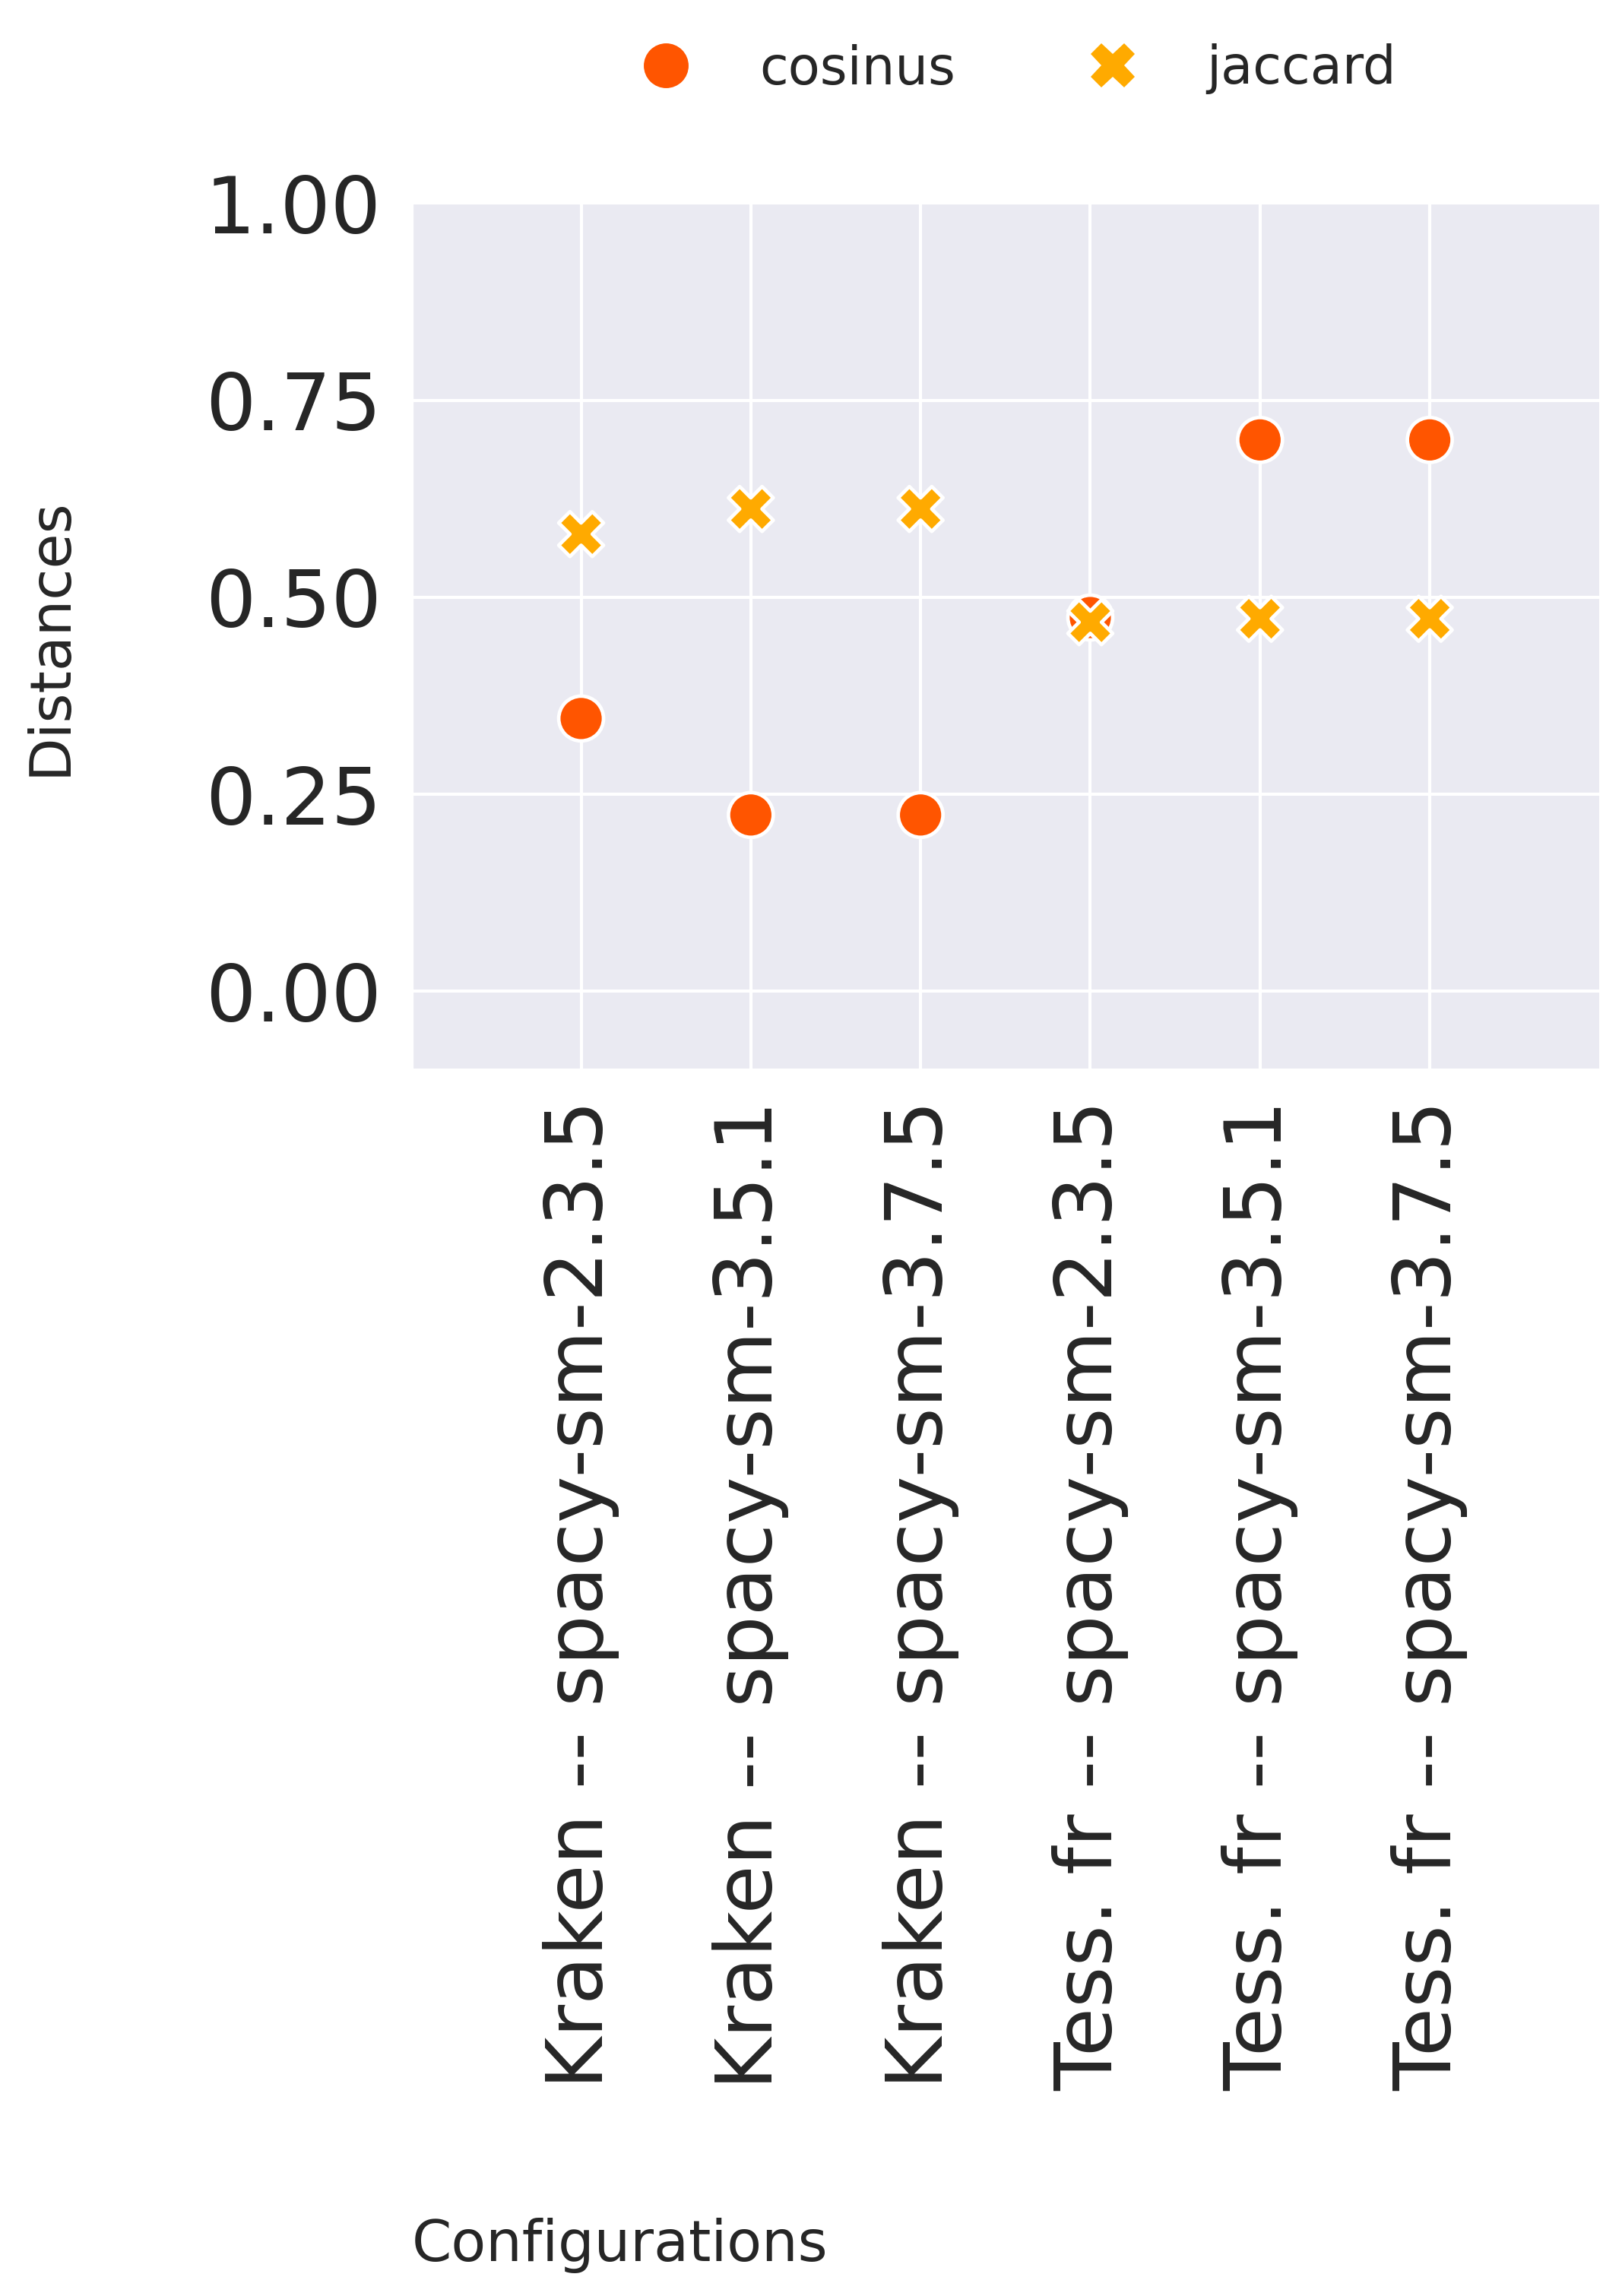 cosinus jaccard
1.00
0.75
0.50
0.25
0.00
Distances
Kraken -- spacy-sm-2.3.5
Kraken -- spacy-sm-3.5.1
Kraken -- spacy-sm-3.7.5
Tess. fr -- spacy-sm-2.3.5
Tess. fr -- spacy-sm-3.5.1
Tess. fr -- spacy-sm-3.7.5
Configurations